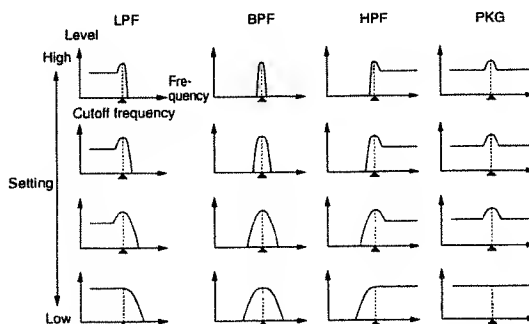 LPF BPF HPF PKG
Level
High
Fre-
quency
Cutoff frequency
Setting
Low